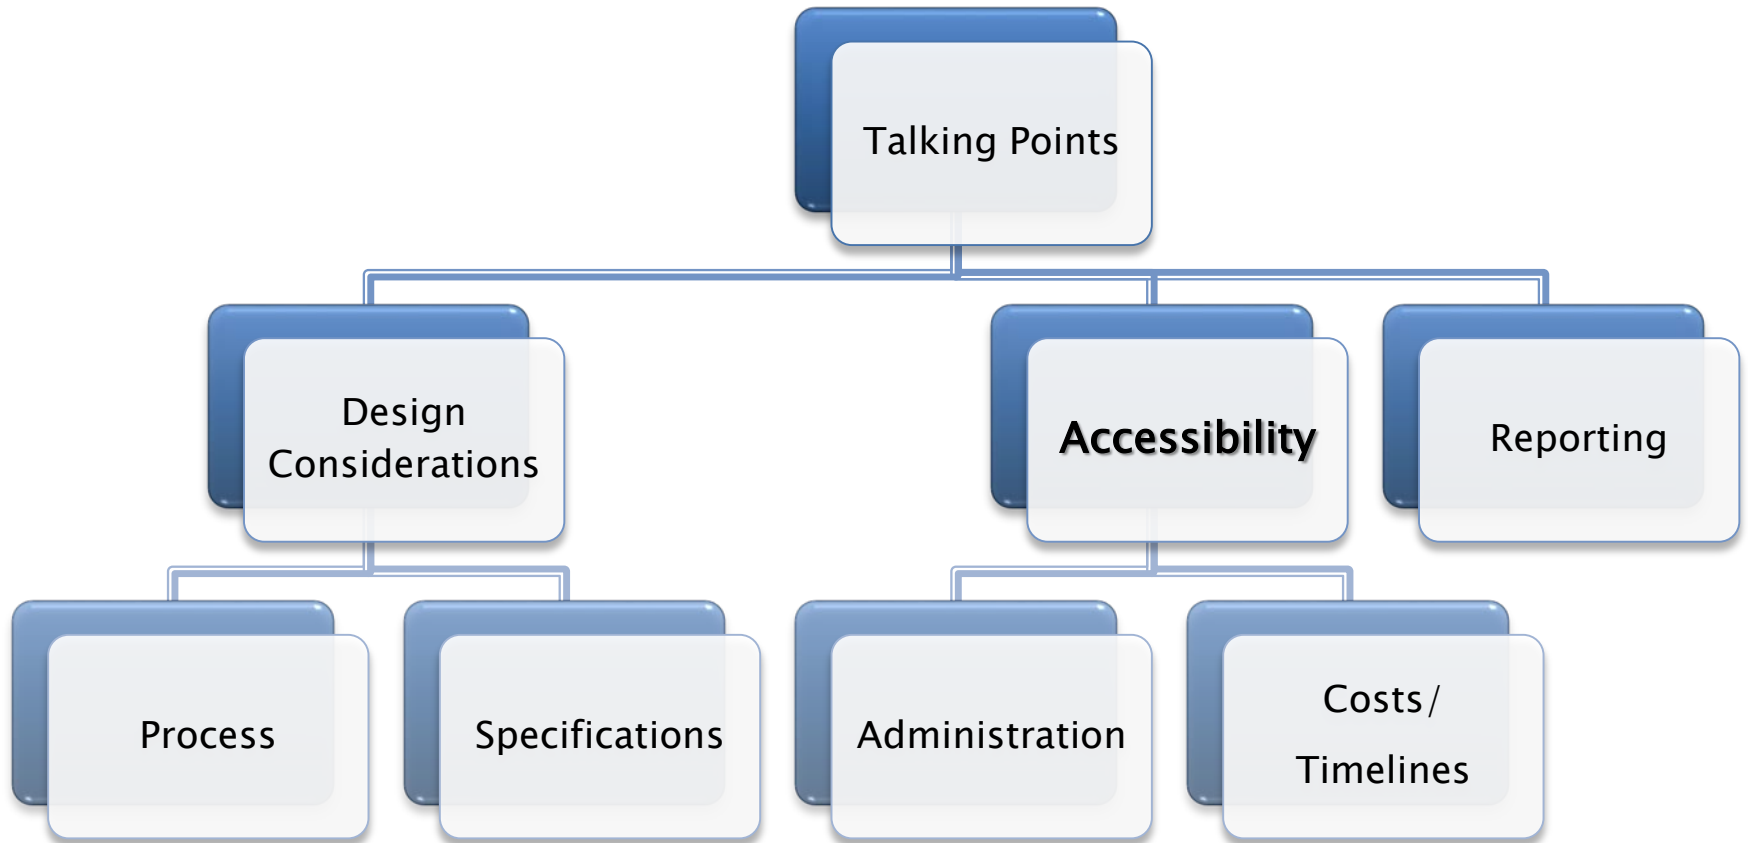 Talking Points
Design
Considerations
Accessibility
Reporting
Process
Specifications
Administration
Costs/
Timelines